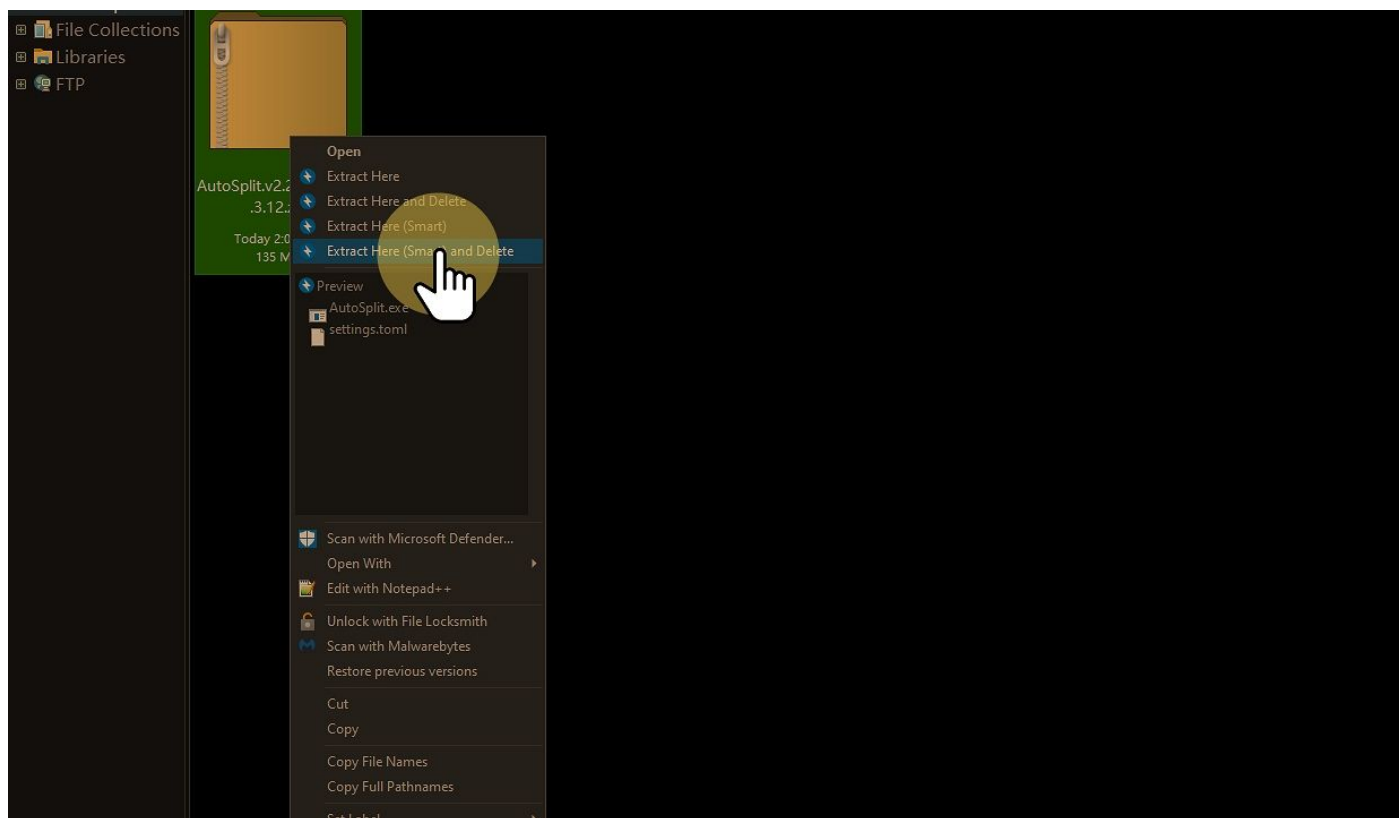 File Collections
Libraries
FTP
AutoSplit.v2.2
.3.12.
Today 2:0
135 M
Open
Extract Here
Extract Here and Delete
Extract Here (Smart)
Extract Here (Smart) and Delete
Preview
AutoSplit.exe
settings.toml
Scan with Microsoft Defender...
Open With
Edit with Notepad++
Unlock with File Locksmith
Scan with Malwarebytes
Restore previous versions
Cut
Copy
Copy File Names
Copy Full Pathnames
Set Label